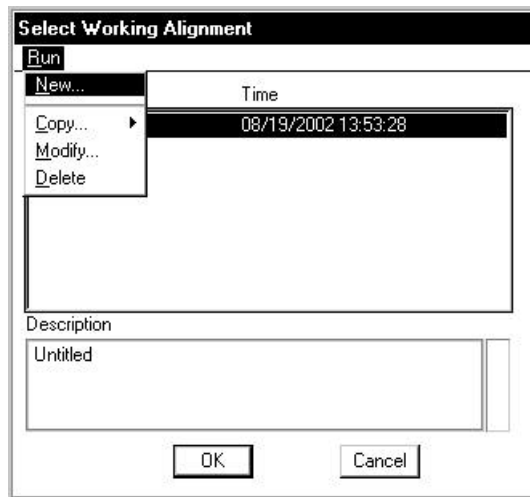 Select Working Alignment
Run
New...
Time
Copy...
08/19/2002 13:53:28
Modify...
Delete
Description
Untitled
OK Cancel